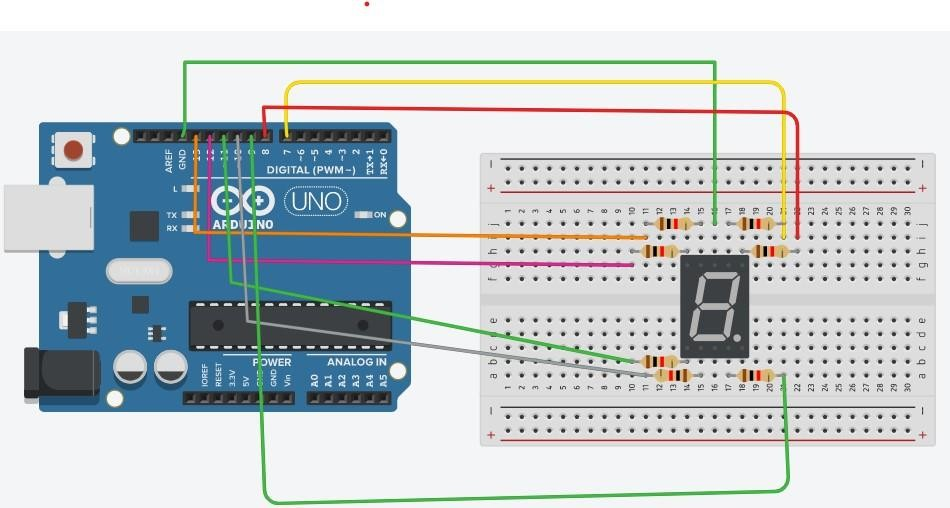 AREF
GND
13
12
11
10
9
8
7
~6
~5
~4
~3
2
TX→1
RX←0
DIGITAL (PWM~)
L
TX
RX
ARDUINO
UNO
ON
POWER
ANALOG IN
IOREF
RESET
3.3V
5V
GND
Vin
A0
A1
A2
A3
A4
A5
1 2 3 4 5 6 7 8 9 10 11 12 13 14 15 16 17 18 19 20 21 22 23 24 25 26 27 28 29 30
j j
i i
h h
g g
f f
e e
d d
c c
b b
a a
1 2 3 4 5 6 7 8 9 10 11 12 13 14 15 16 17 18 19 20 21 22 23 24 25 26 27 28 29 30